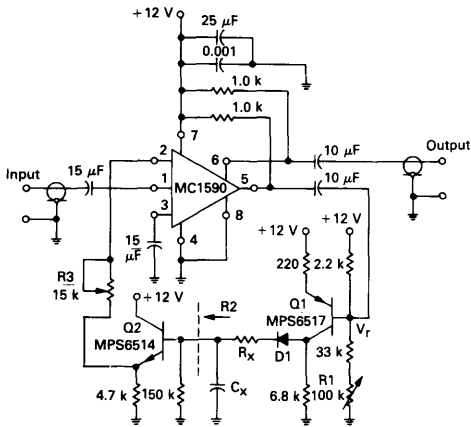 +12 V
25 μF
0.001
1.0 k
1.0 k
7
2
6
10 μF
Output
Input
15 μF
1
MC1590
5
10 μF
3
8
4
15 μF
+12 V
+12 V
R3
15 k
+12 V
R2
220
2.2 k
Q1
MPS6517
Vr
Q2
MPS6514
Rx
D1
33 k
4.7 k
150 k
Cx
6.8 k
R1
100 k